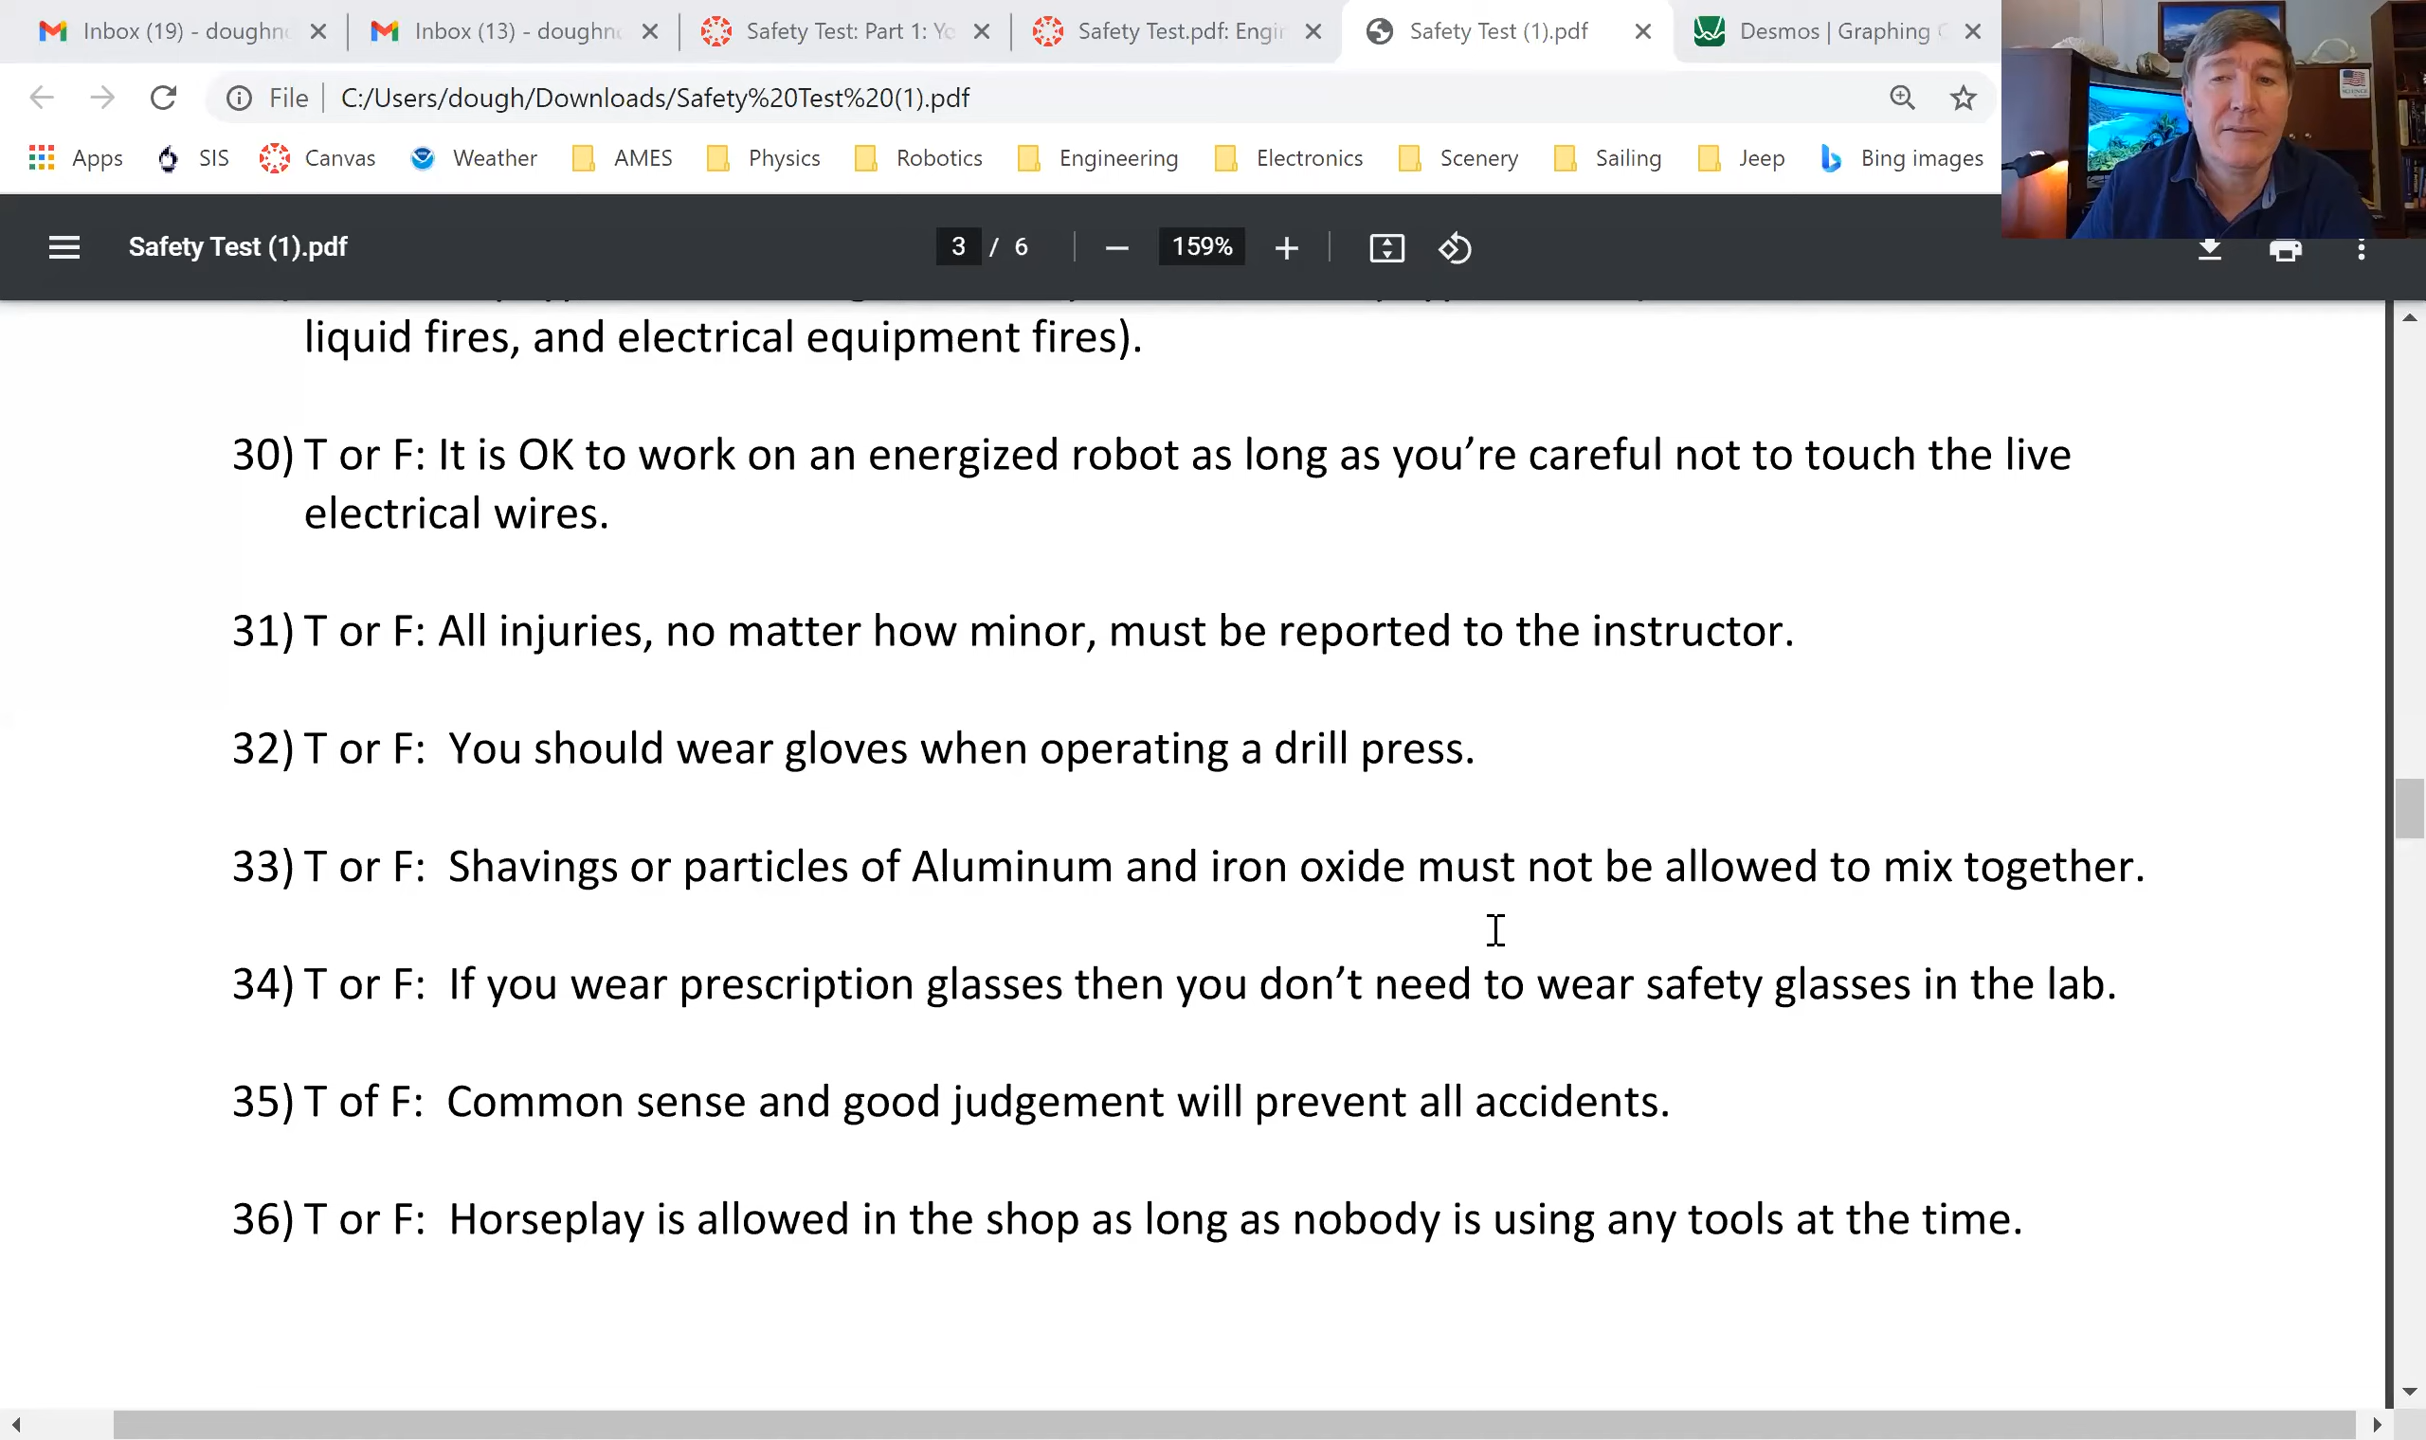 Inbox (19) - doughn
Inbox (13) - doughn
Safety Test: Part 1: Yo
Safety Test.pdf: Engi
Safety Test (1).pdf
Desmos | Graphing
File
C:/Users/dough/Downloads/Safety%20Test%20(1).pdf
Apps
SIS
Canvas
Weather
AMES
Physics
Robotics
Engineering
Electronics
Scenery
Sailing
Jeep
Bing images
Safety Test (1).pdf
3 / 6
159%
liquid fires, and electrical equipment fires).
30) T or F: It is OK to work on an energized robot as long as you’re careful not to touch the live
electrical wires.
31) T or F: All injuries, no matter how minor, must be reported to the instructor.
32) T or F: You should wear gloves when operating a drill press.
33) T or F: Shavings or particles of Aluminum and iron oxide must not be allowed to mix together.
34) T or F: If you wear prescription glasses then you don’t need to wear safety glasses in the lab.
35) T of F: Common sense and good judgement will prevent all accidents.
36) T or F: Horseplay is allowed in the shop as long as nobody is using any tools at the time.